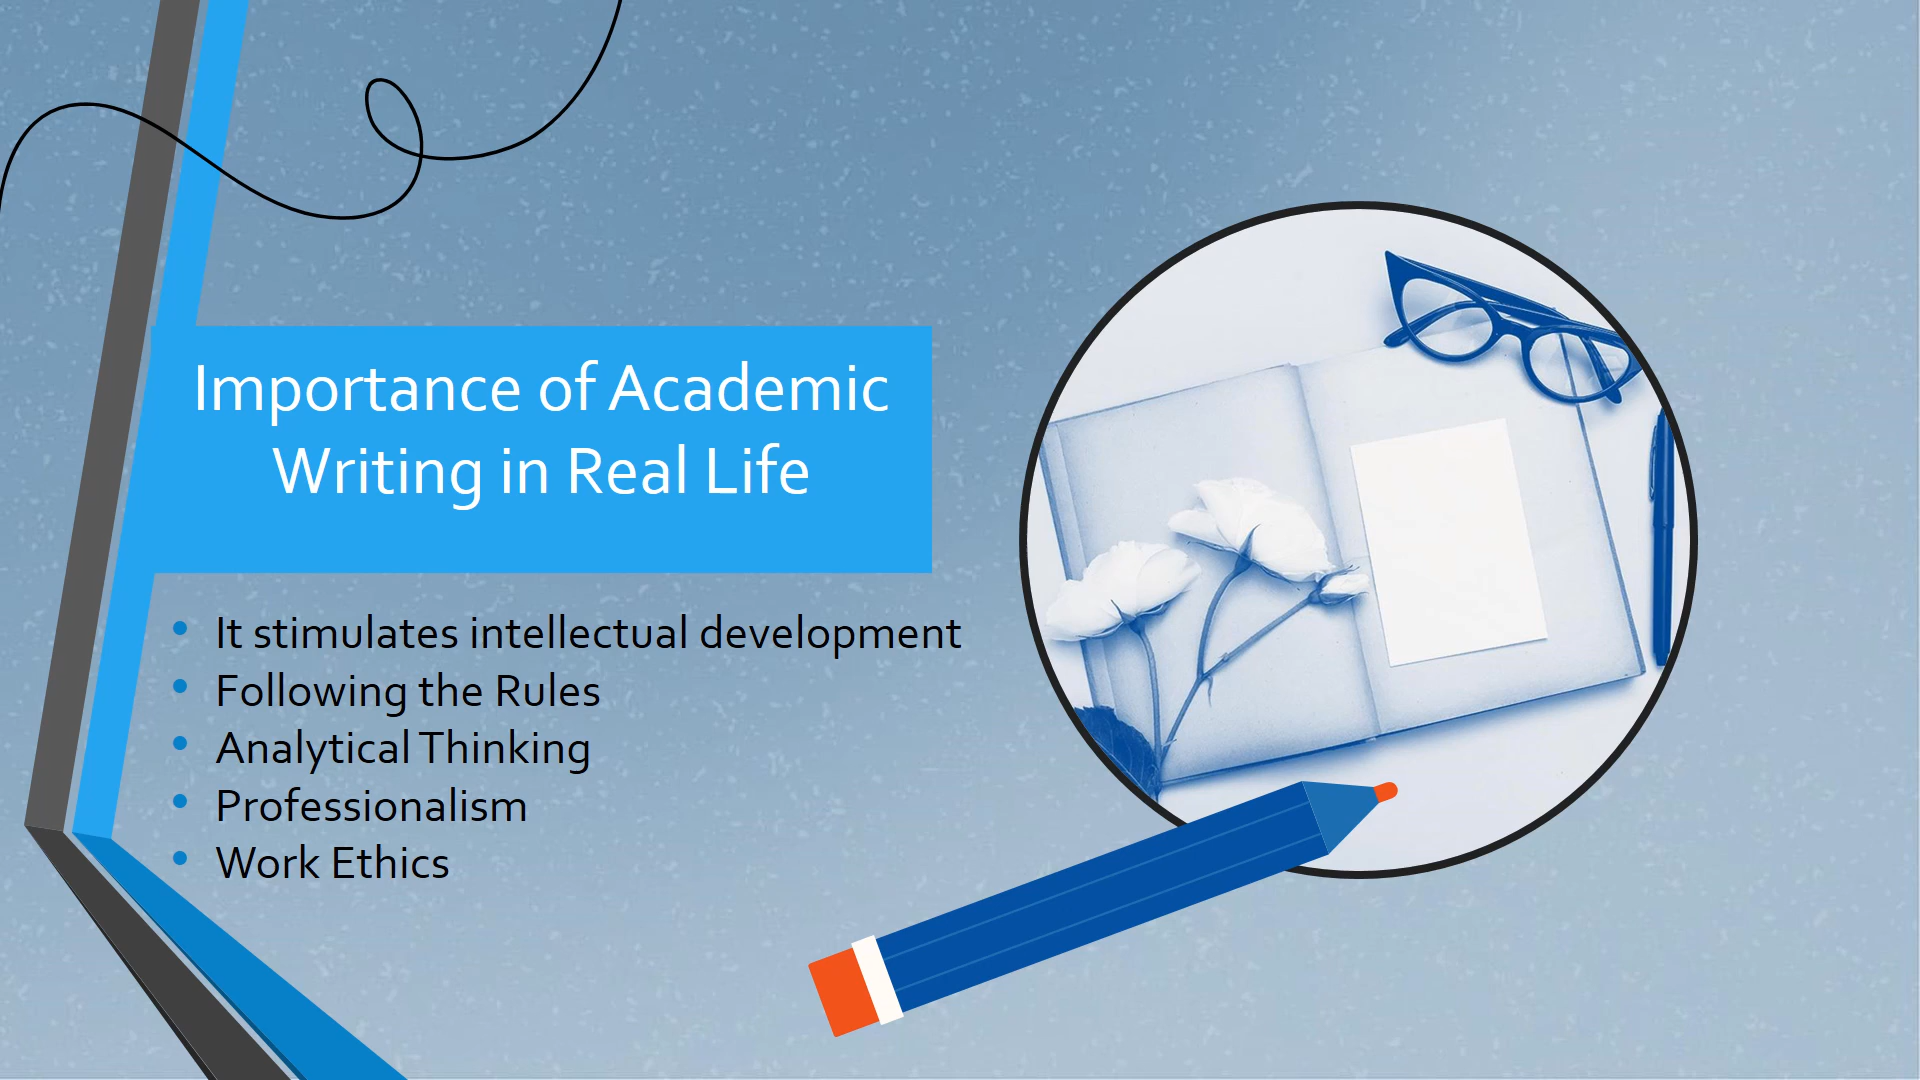 Importance of Academic
Writing in Real Life
• It stimulates intellectual development
• Following the Rules
• Analytical Thinking
• Professionalism
• Work Ethics